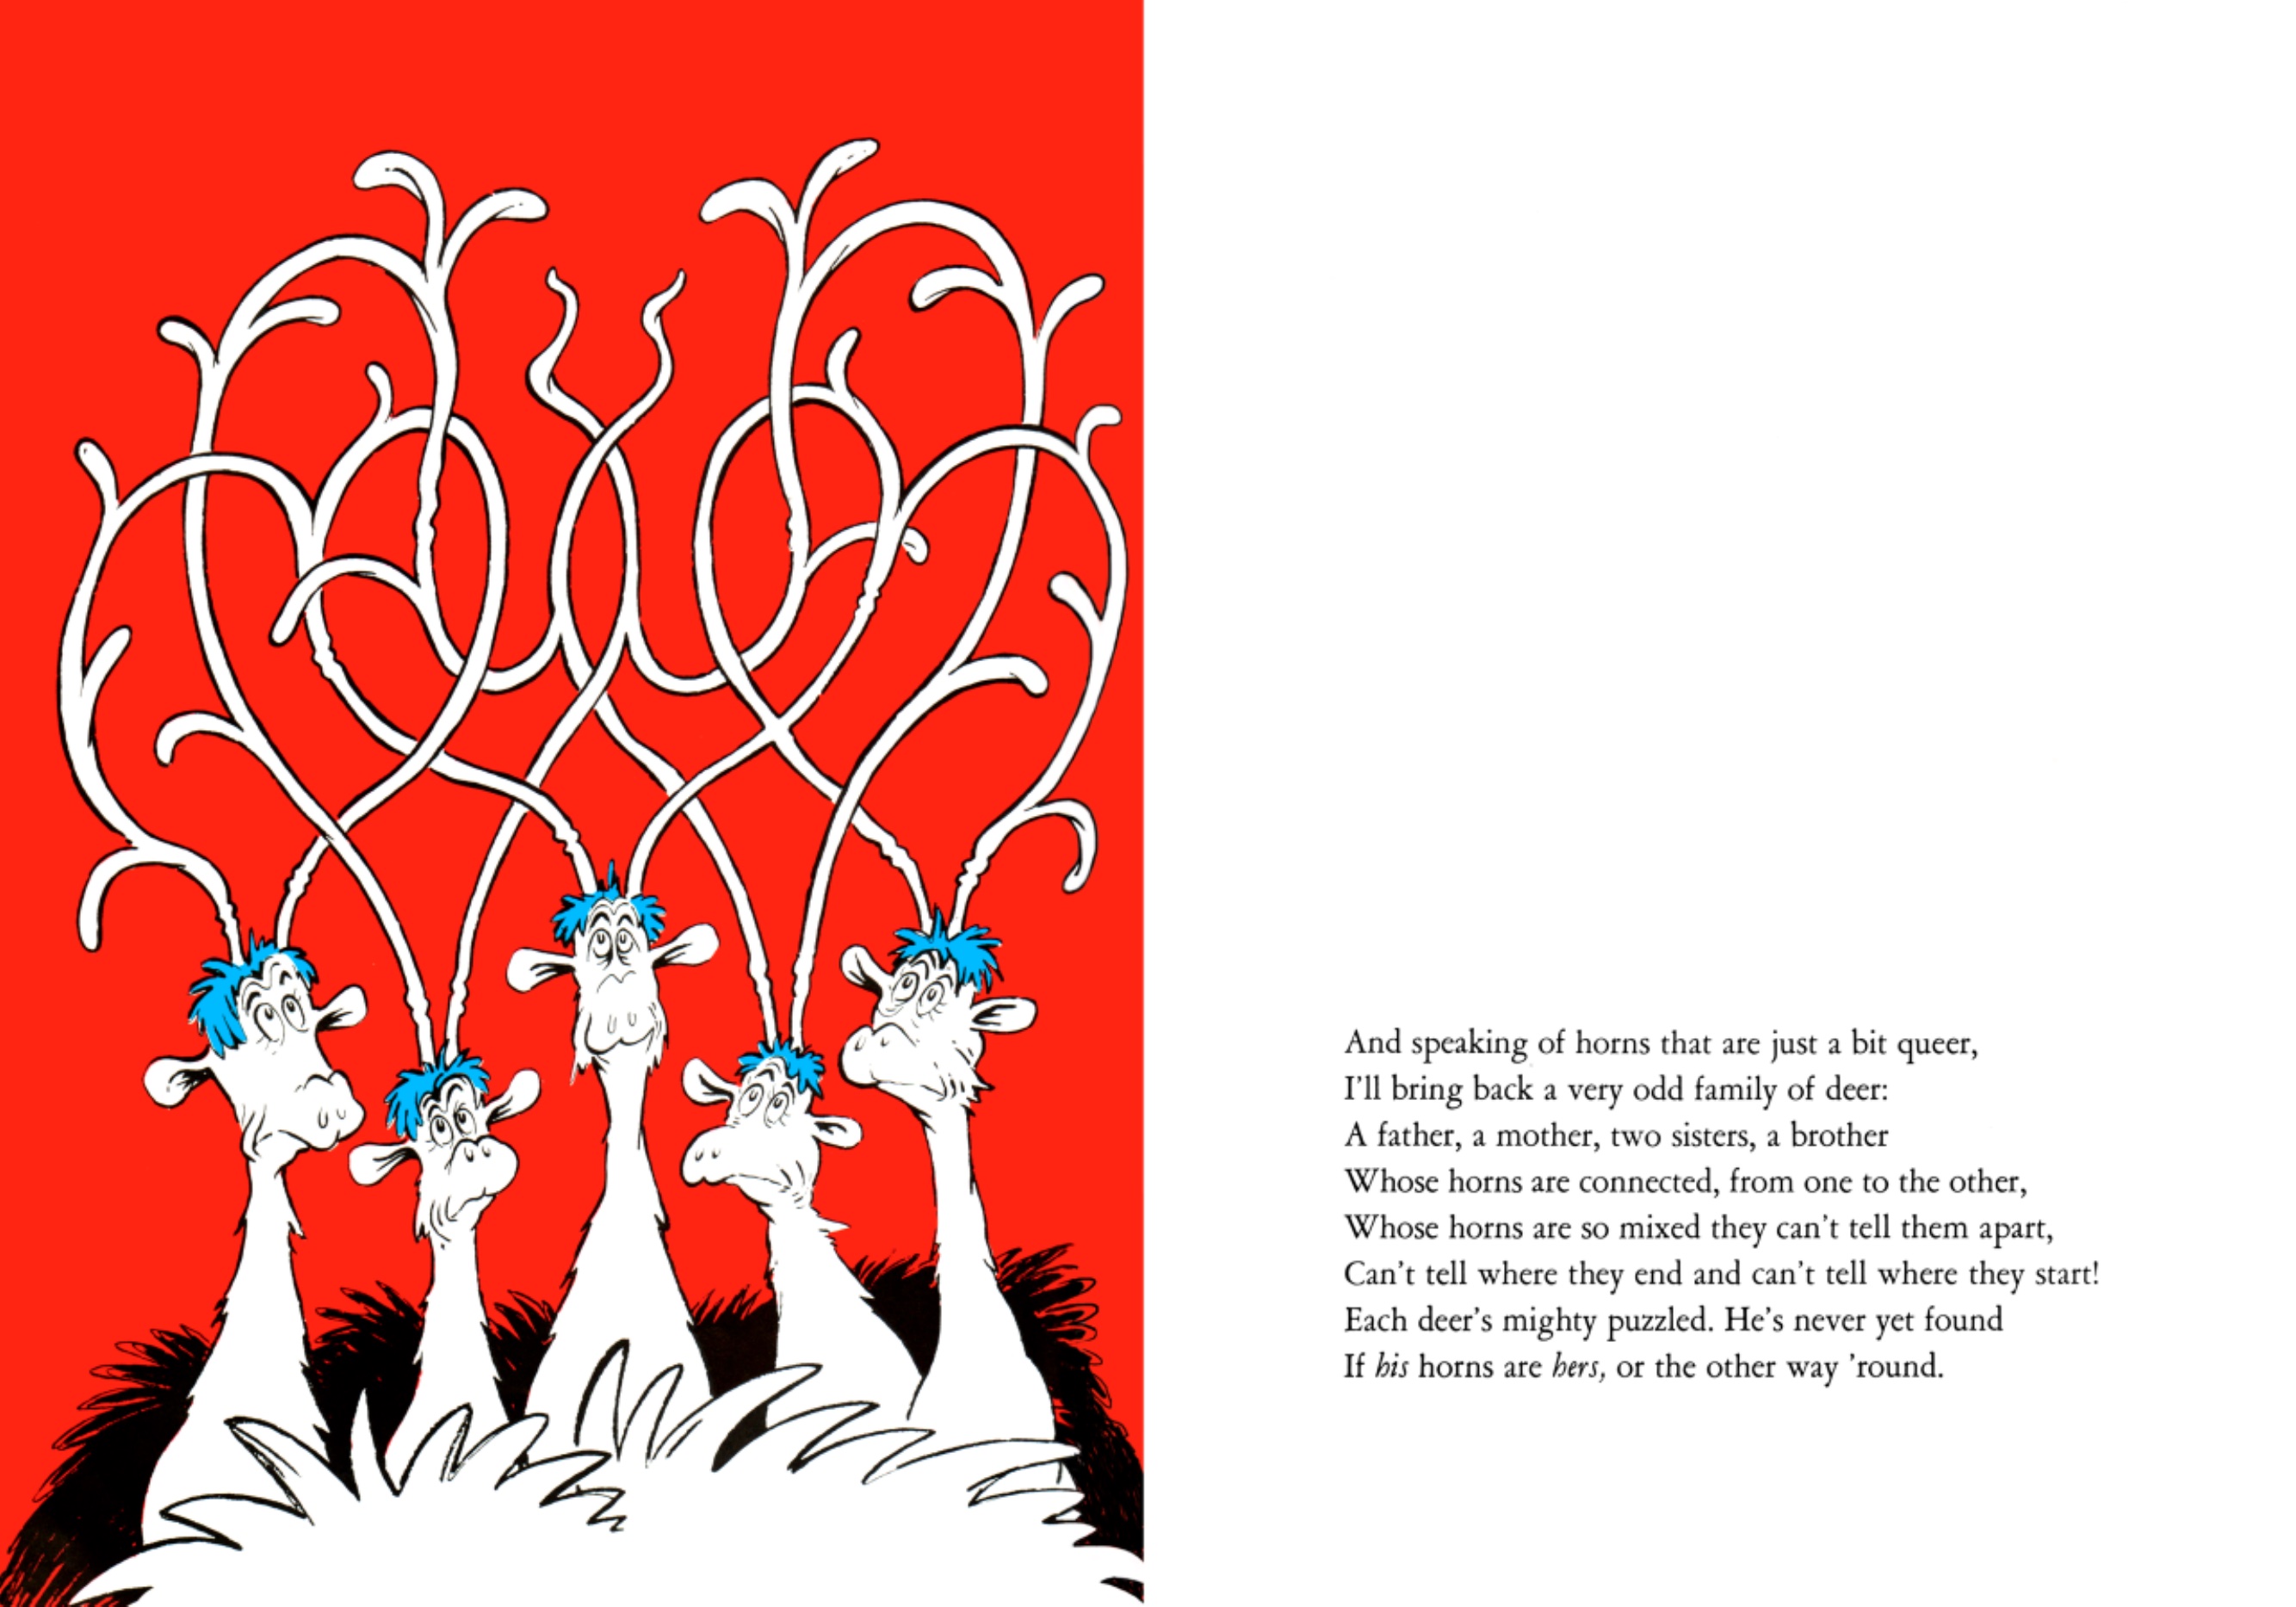 And speaking of horns that are just a bit queer,
I'll bring back a very odd family of deer:
A father, a mother, two sisters, a brother
Whose horns are connected, from one to the other,
Whose horns are so mixed they can't tell them apart,
Can't tell where they end and can't tell where they start!
Each deer's mighty puzzled. He's never yet found
If his horns are hers, or the other way 'round.